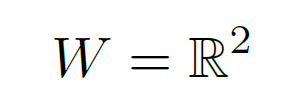 W = ℝ²